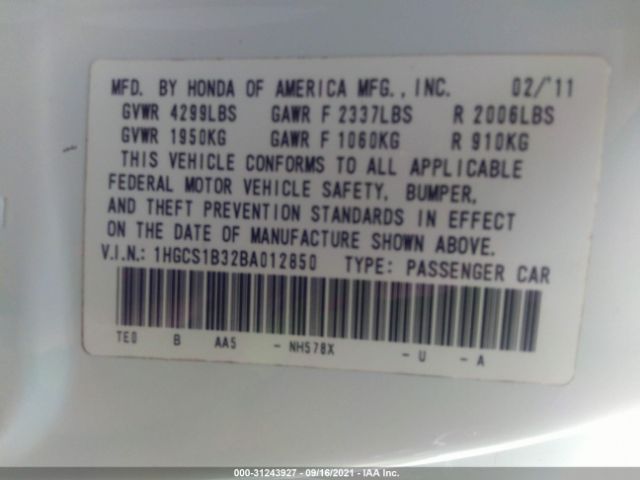 MFD. BY HONDA OF AMERICA MFG., INC. 02/'11
GVWR 4299LBS GAWR F 2337LBS R 2006LBS
GVWR 1950KG GAWR F 1060KG R 910KG
THIS VEHICLE CONFORMS TO ALL APPLICABLE
FEDERAL MOTOR VEHICLE SAFETY, BUMPER,
AND THEFT PREVENTION STANDARDS IN EFFECT
ON THE DATE OF MANUFACTURE SHOWN ABOVE.
V.I.N.: 1HGCS1B32BA012850 TYPE: PASSENGER CAR
TE0 B AA5 - NH578X - U - A
000-31243927 - 09/16/2021 - IAA Inc.